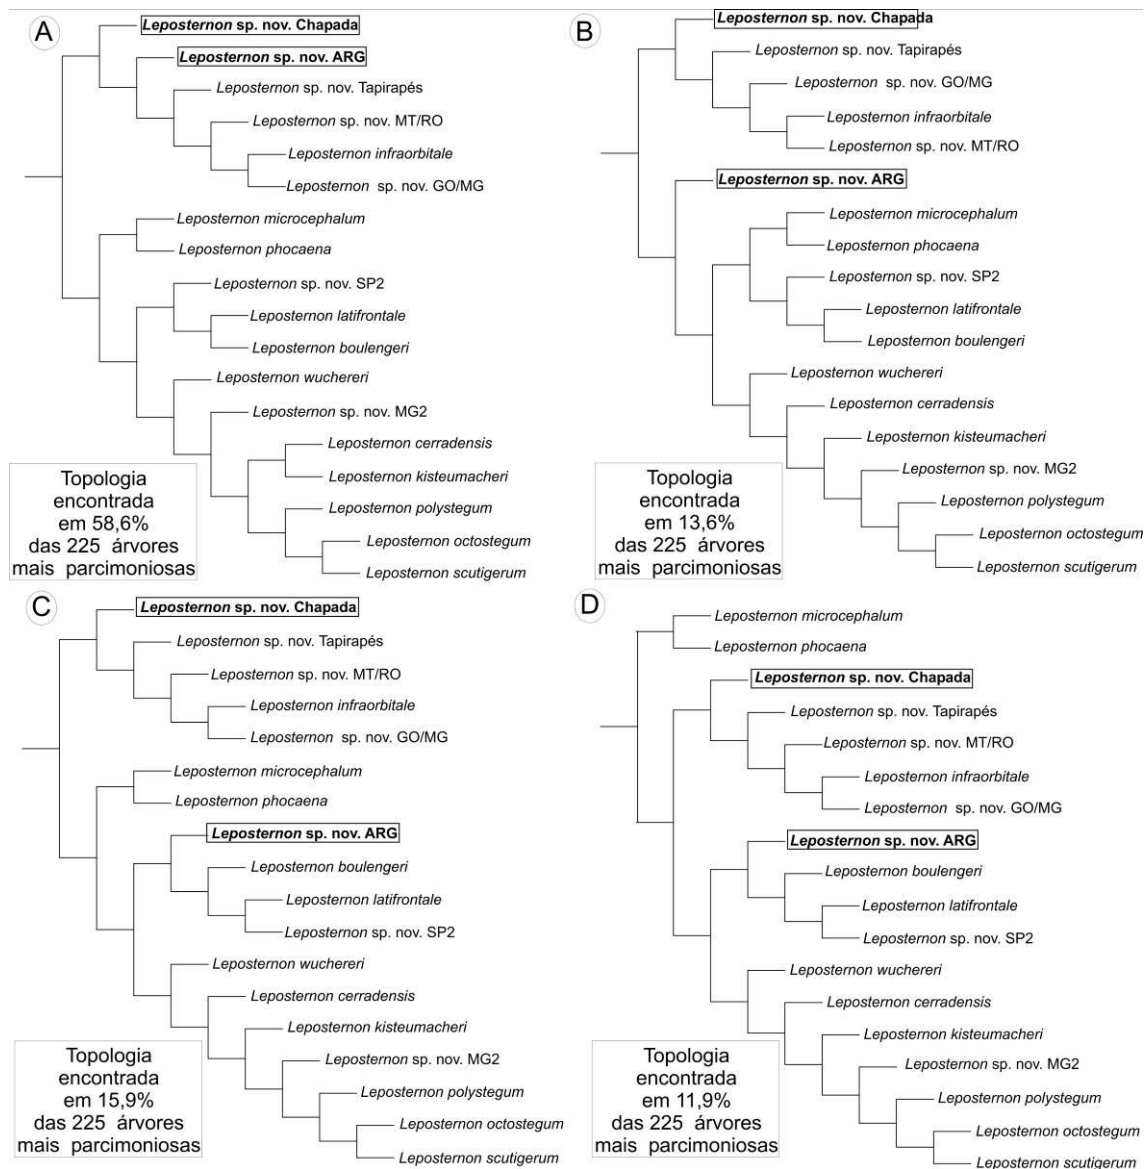 A
Leposternon sp. nov. Chapada
Leposternon sp. nov. ARG
Leposternon sp. nov. Tapirapés
Leposternon sp. nov. MT/RO
Leposternon infraorbitale
Leposternon sp. nov. GO/MG
Leposternon microcephalum
Leposternon phocaena
Leposternon sp. nov. SP2
Leposternon latifrontale
Leposternon boulengeri
Leposternon wuchereri
Leposternon sp. nov. MG2
Leposternon cerradensis
Leposternon kisteumacheri
Leposternon polystegum
Leposternon octostegum
Leposternon scutigerum
Topologia
encontrada
em 58,6%
das 225 árvores
mais parcimoniosas
B
Leposternon sp. nov. Chapada
Leposternon sp. nov. Tapirapés
Leposternon sp. nov. GO/MG
Leposternon infraorbitale
Leposternon sp. nov. MT/RO
Leposternon sp. nov. ARG
Leposternon microcephalum
Leposternon phocaena
Leposternon sp. nov. SP2
Leposternon latifrontale
Leposternon boulengeri
Leposternon wuchereri
Leposternon cerradensis
Leposternon kisteumacheri
Leposternon sp. nov. MG2
Leposternon polystegum
Leposternon octostegum
Leposternon scutigerum
Topologia
encontrada
em 13,6%
das 225 árvores
mais parcimoniosas
C
Leposternon sp. nov. Chapada
Leposternon sp. nov. Tapirapés
Leposternon sp. nov. MT/RO
Leposternon infraorbitale
Leposternon sp. nov. GO/MG
Leposternon microcephalum
Leposternon phocaena
Leposternon sp. nov. ARG
Leposternon boulengeri
Leposternon latifrontale
Leposternon sp. nov. SP2
Leposternon wuchereri
Leposternon cerradensis
Leposternon kisteumacheri
Leposternon sp. nov. MG2
Leposternon polystegum
Leposternon octostegum
Leposternon scutigerum
Topologia
encontrada
em 15,9%
das 225 árvores
mais parcimoniosas
D
Leposternon microcephalum
Leposternon phocaena
Leposternon sp. nov. Chapada
Leposternon sp. nov. Tapirapés
Leposternon sp. nov. MT/RO
Leposternon infraorbitale
Leposternon sp. nov. GO/MG
Leposternon sp. nov. ARG
Leposternon boulengeri
Leposternon latifrontale
Leposternon sp. nov. SP2
Leposternon wuchereri
Leposternon cerradensis
Leposternon kisteumacheri
Leposternon sp. nov. MG2
Leposternon polystegum
Leposternon octostegum
Leposternon scutigerum
Topologia
encontrada
em 11,9%
das 225 árvores
mais parcimoniosas